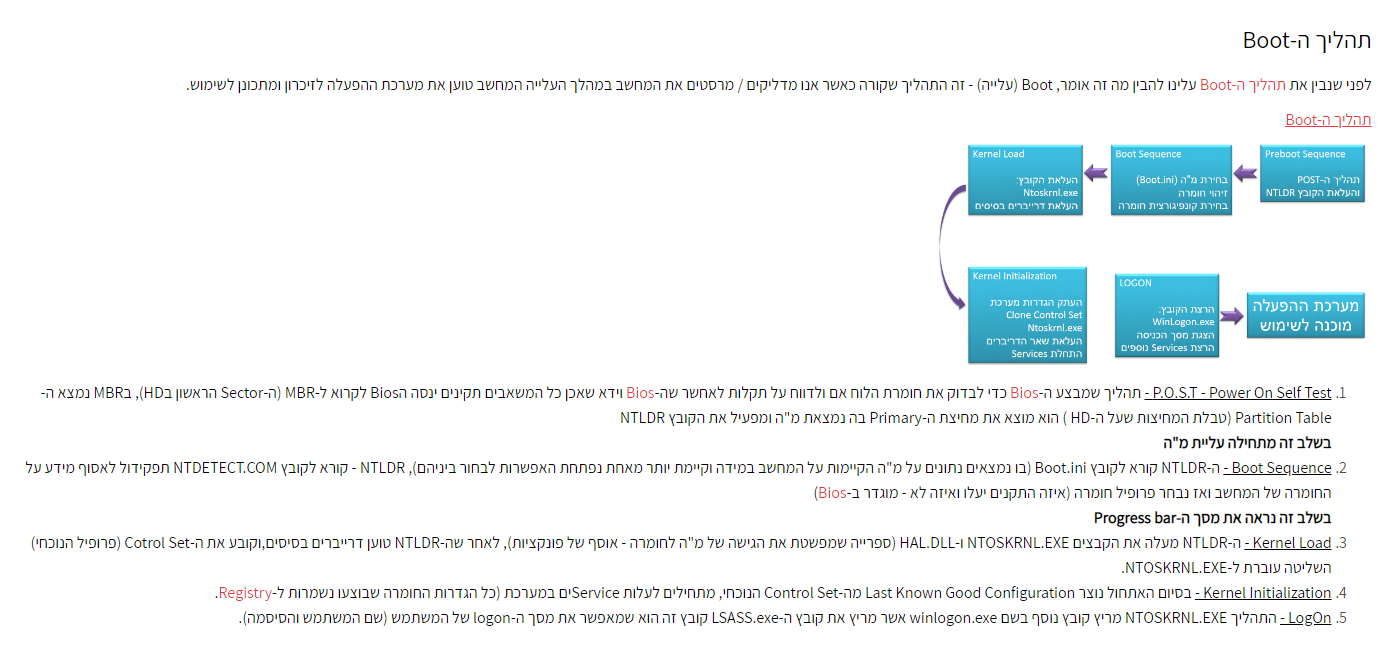 תהליך ה-Boot
לפני שנבין את תהליך ה-Boot עלינו להבין מה זה אומר, Boot (עלייה) - זה התהליך שקורה כאשר אנו מדליקים / מרסטים את המחשב במהלך העלייה המחשב טוען את מערכת ההפעלה לזיכרון ומתכונן לשימוש.
תהליך ה-Boot
Preboot Sequence
תהליך ה-POST
והעלאת הקובץ NTLDR
Boot Sequence
בחירת מ"ה (Boot.ini)
זיהוי חומרה
בחירת קונפיגורצית חומרה
Kernel Load
העלאת הקובץ:
Ntoskrnl.exe
העלאת דרייברים בסיסים
Kernel Initialization
העתק הגדרות מערכת
Clone Control Set
Ntoskrnl.exe
העלאת שאר הדריברים
התחלת Services
LOGON
הרצת הקובץ:
WinLogon.exe
הצגת מסך הכניסה
הרצת Services נוספים
מערכת ההפעלה
מוכנה לשימוש
1. P.O.S.T - Power On Self Test - תהליך שמבצע ה-Bios כדי לבדוק את חומרת הלוח אם ולדווח על תקלות לאחשר שה-Bios וידא שאכן כל המשאבים תקינים ינסה הBios לקרוא ל-MBR (ה-Sector הראשון בHD), בMBR נמצא ה-
Partition Table (טבלת המחיצות שעל ה-HD ) הוא מוצא את מחיצת ה-Primary בה נמצאת מ"ה ומפעיל את הקובץ NTLDR
בשלב זה מתחילה עליית מ"ה
2. Boot Sequence - ה-NTLDR קורא לקובץ Boot.ini (בו נמצאים נתונים על מ"ה הקיימות על המחשב במידה וקיימת יותר מאחת נפתחת האפשרות לבחור ביניהם), NTLDR - קורא לקובץ NTDETECT.COM תפקידול לאסוף מידע על
החומרה של המחשב ואז נבחר פרופיל חומרה (איזה התקנים יעלו ואיזה לא - מוגדר ב-Bios)
בשלב זה נראה את מסך ה-Progress bar
3. Kernel Load - ה-NTLDR מעלה את הקבצים NTOSKRNL.EXE ו-HAL.DLL (ספרייה שמפשטת את הגישה של מ"ה לחומרה - אוסף של פונקציות), לאחר שה-NTLDR טוען דרייברים בסיסים,וקובע את ה-Cotrol Set (פרופיל הנוכחי)
השליטה עוברת ל-NTOSKRNL.EXE.
4. Kernel Initialization - בסיום האתחול נוצר Last Known Good Configuration מה-Control Set הנוכחי, מתחילים לעלות Serviceים במערכת (כל הגדרות החומרה שבוצעו נשמרות ל-Registry.
5. LogOn - התהליך NTOSKRNL.EXE מריץ קובץ נוסף בשם winlogon.exe אשר מריץ את קובץ ה-LSASS.exe קובץ זה הוא שמאפשר את מסך ה-logon של המשתמש (שם המשתמש והסיסמה).